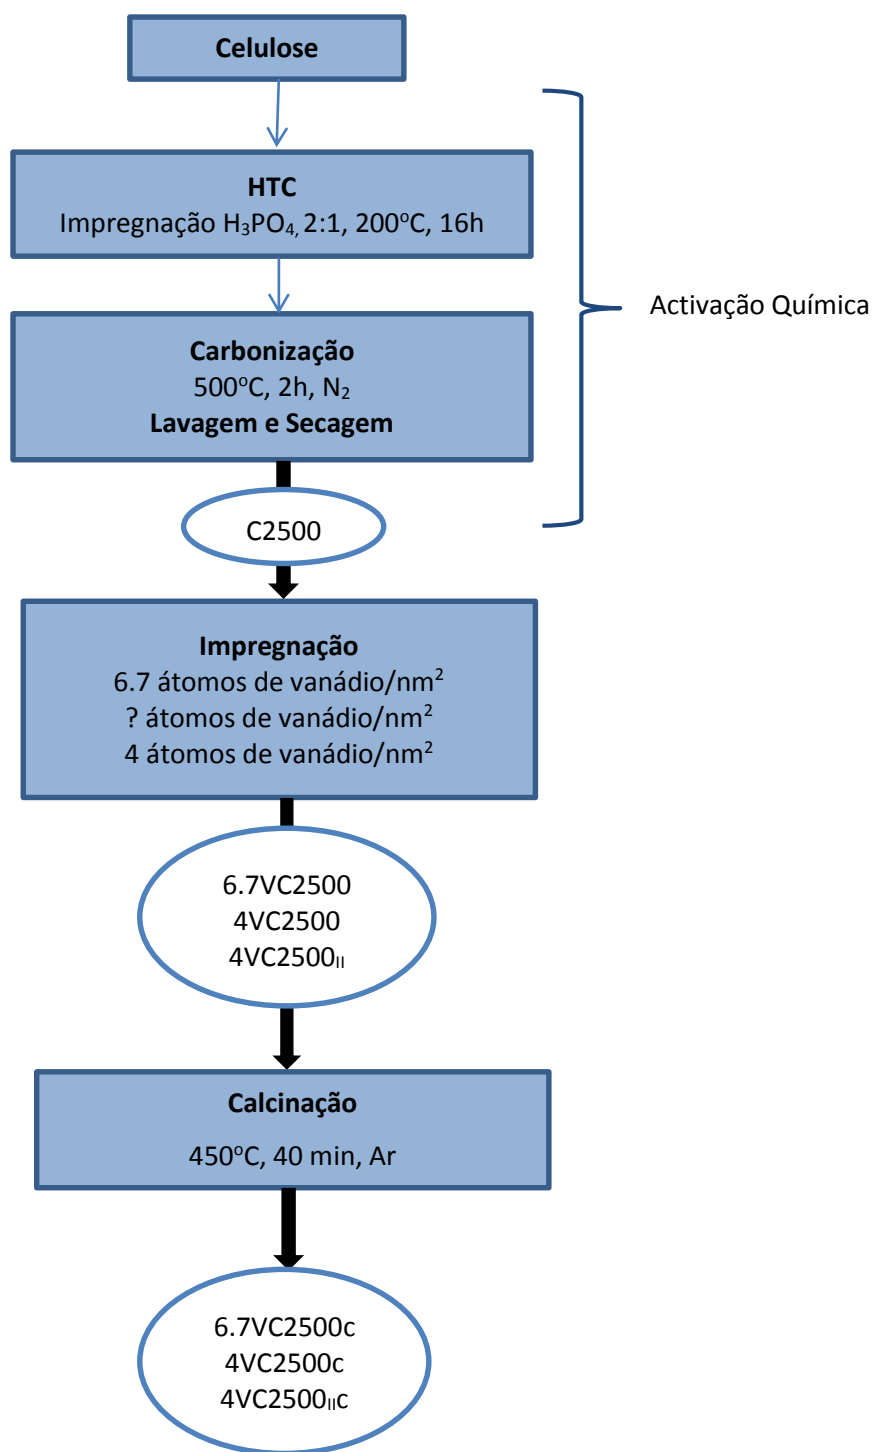 Celulose
HTC
Impregnação H₃PO₄, 2:1, 200ºC, 16h
Carbonização
500ºC, 2h, N₂
Lavagem e Secagem
Activação Química
C2500
Impregnação
6.7 átomos de vanádio/nm²
? átomos de vanádio/nm²
4 átomos de vanádio/nm²
6.7VC2500
4VC2500
4VC2500ᵢᵢ
Calcinação
450ºC, 40 min, Ar
6.7VC2500c
4VC2500c
4VC2500ᵢᵢc